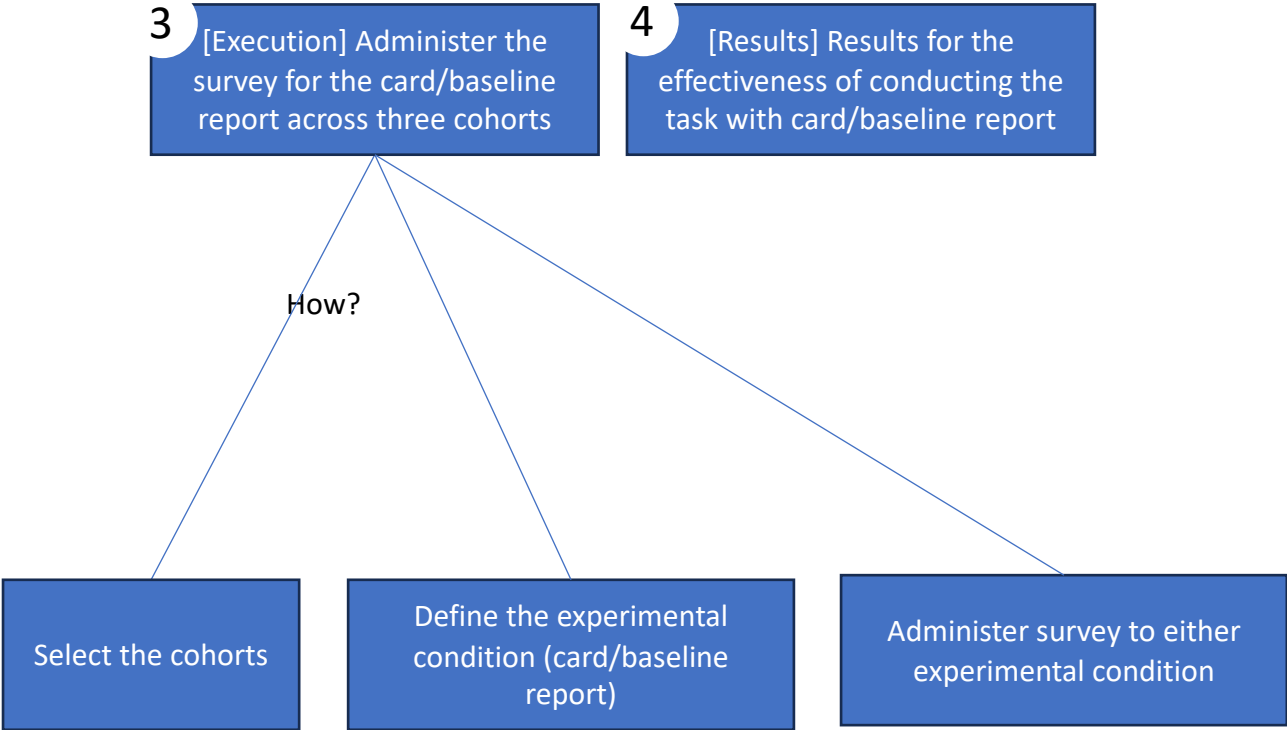 3
[Execution] Administer the
survey for the card/baseline
report across three cohorts
4
[Results] Results for the
effectiveness of conducting the
task with card/baseline report
How?
Select the cohorts
Define the experimental
condition (card/baseline
report)
Administer survey to either
experimental condition